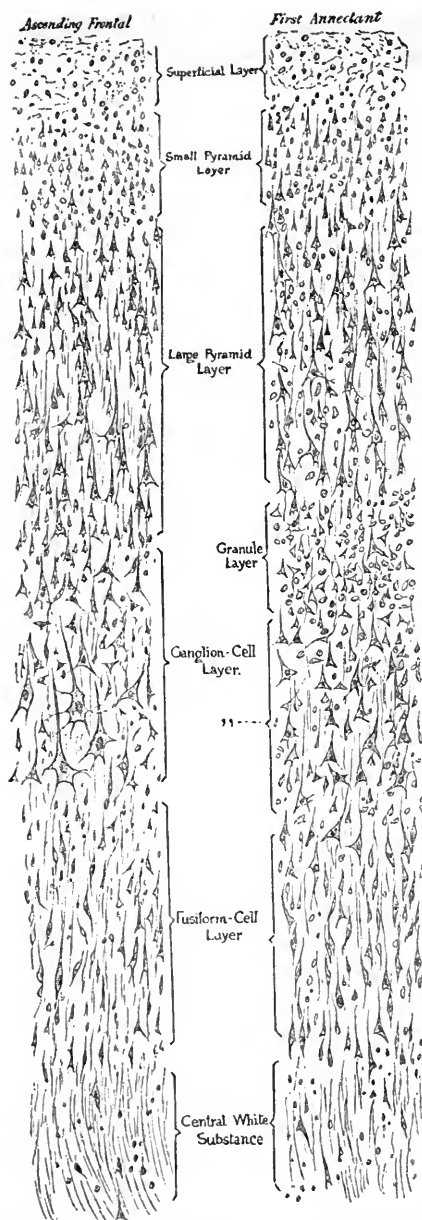 Ascending Frontal
First Annectant
Superficial Layer
Small Pyramid
Layer
Large Pyramid
Layer
Granule
Layer
Ganglion-Cell
Layer.
,,
Fusiform-Cell
Layer
Central White
Substance